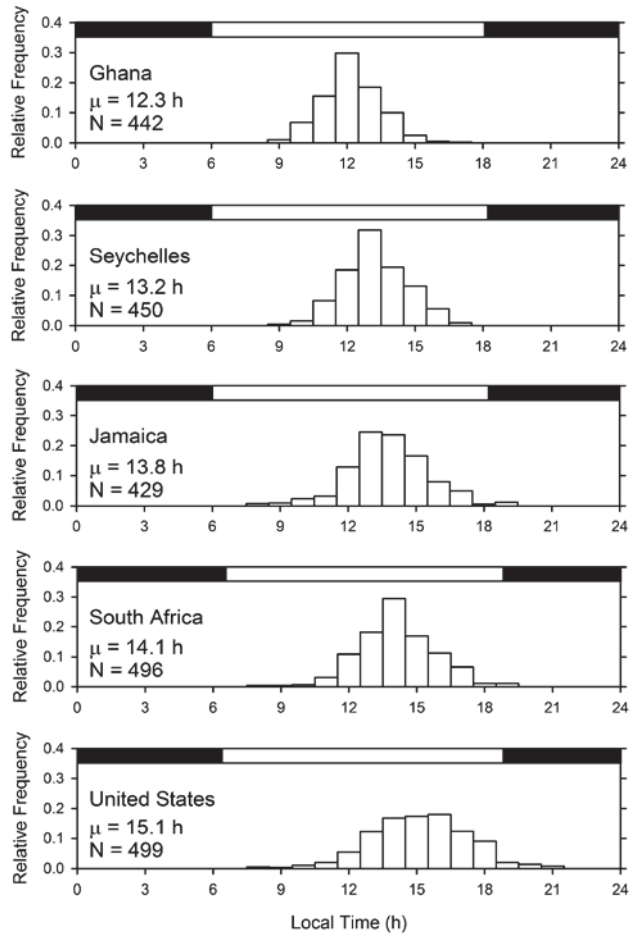 Relative Frequency
0.4
0.3
0.2
0.1
0.0
Ghana
μ = 12.3 h
N = 442
0 3 6 9 12 15 18 21 24
Relative Frequency
0.4
0.3
0.2
0.1
0.0
Seychelles
μ = 13.2 h
N = 450
0 3 6 9 12 15 18 21 24
Relative Frequency
0.4
0.3
0.2
0.1
0.0
Jamaica
μ = 13.8 h
N = 429
0 3 6 9 12 15 18 21 24
Relative Frequency
0.4
0.3
0.2
0.1
0.0
South Africa
μ = 14.1 h
N = 496
0 3 6 9 12 15 18 21 24
Relative Frequency
0.4
0.3
0.2
0.1
0.0
United States
μ = 15.1 h
N = 499
0 3 6 9 12 15 18 21 24
Local Time (h)